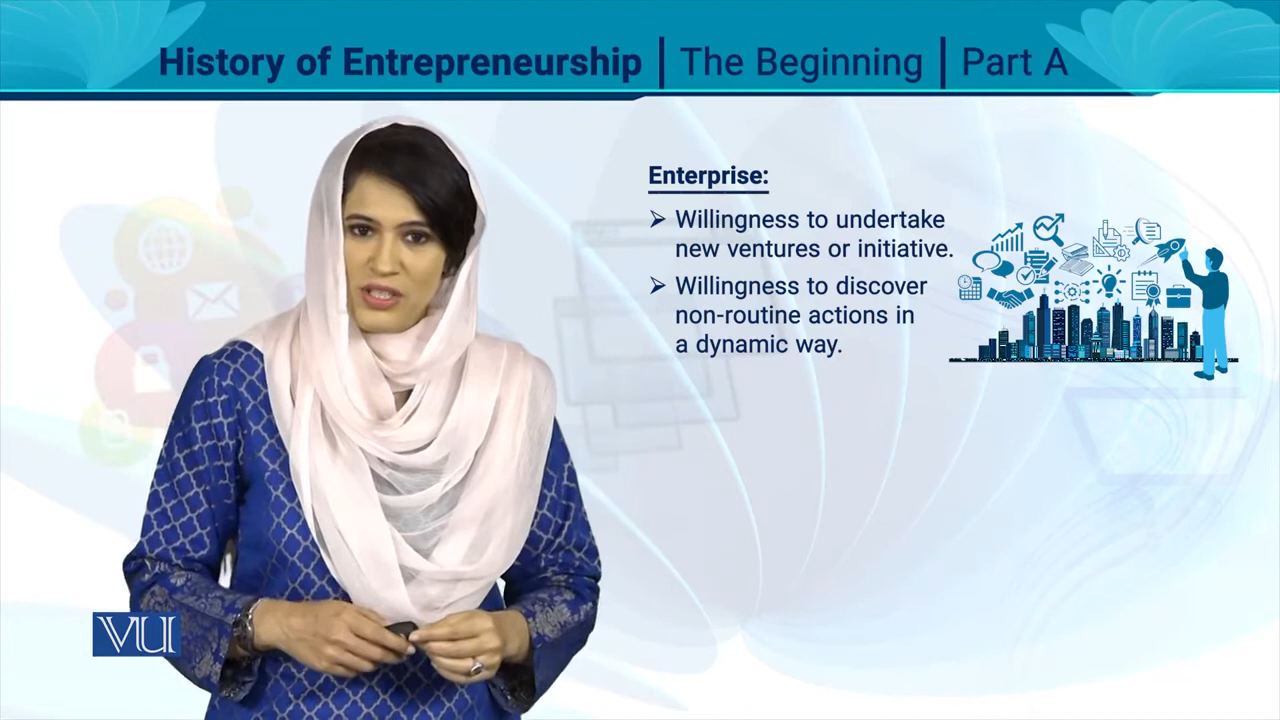 History of Entrepreneurship | The Beginning | Part A
Enterprise:
➢ Willingness to undertake
new ventures or initiative.
➢ Willingness to discover
non-routine actions in
a dynamic way.
VU